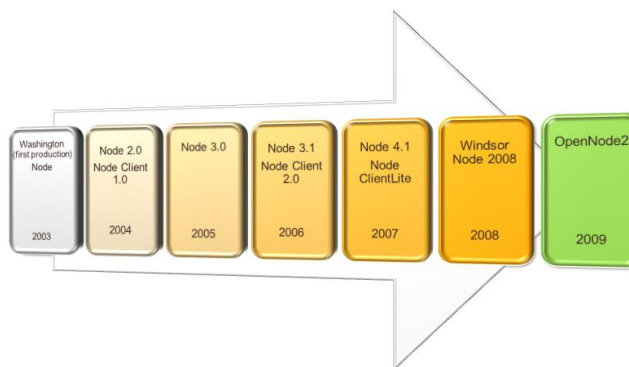 Washington
(first production)
Node
2003
Node 2.0
Node Client
1.0
2004
Node 3.0
2005
Node 3.1
Node Client
2.0
2006
Node 4.1
Node
ClientLite
2007
Windsor
Node 2008
2008
OpenNode2
2009